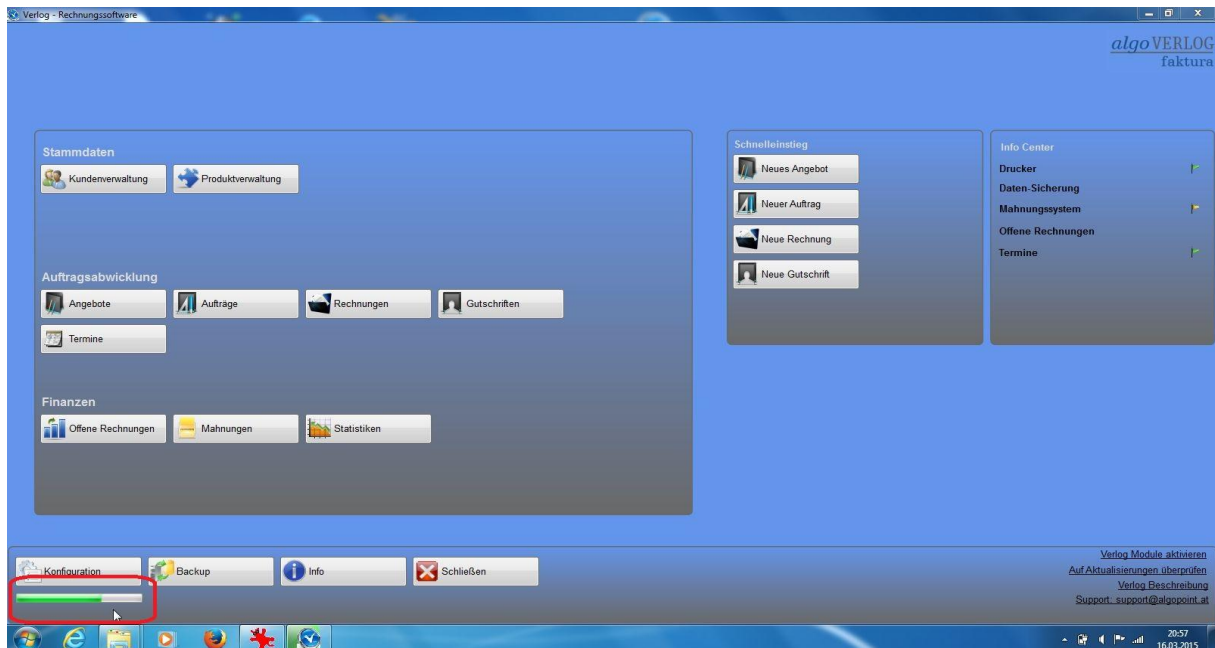 Verlog - Rechnungssoftware
algo VERLOG
faktura
Stammdaten
Kundenverwaltung
Produktverwaltung
Auftragsabwicklung
Angebote
Aufträge
Rechnungen
Gutschriften
Termine
Finanzen
Offene Rechnungen
Mahnungen
Statistiken
Schnelleinstieg
Neues Angebot
Neuer Auftrag
Neue Rechnung
Neue Gutschrift
Info Center
Drucker
Daten-Sicherung
Mahnungssystem
Offene Rechnungen
Termine
Konfiguration
Backup
Info
Schließen
Verlog Module aktivieren
Auf Aktualisierungen überprüfen
Verlog Beschreibung
Support: support@algopoint.at
20:57
16.03.2015